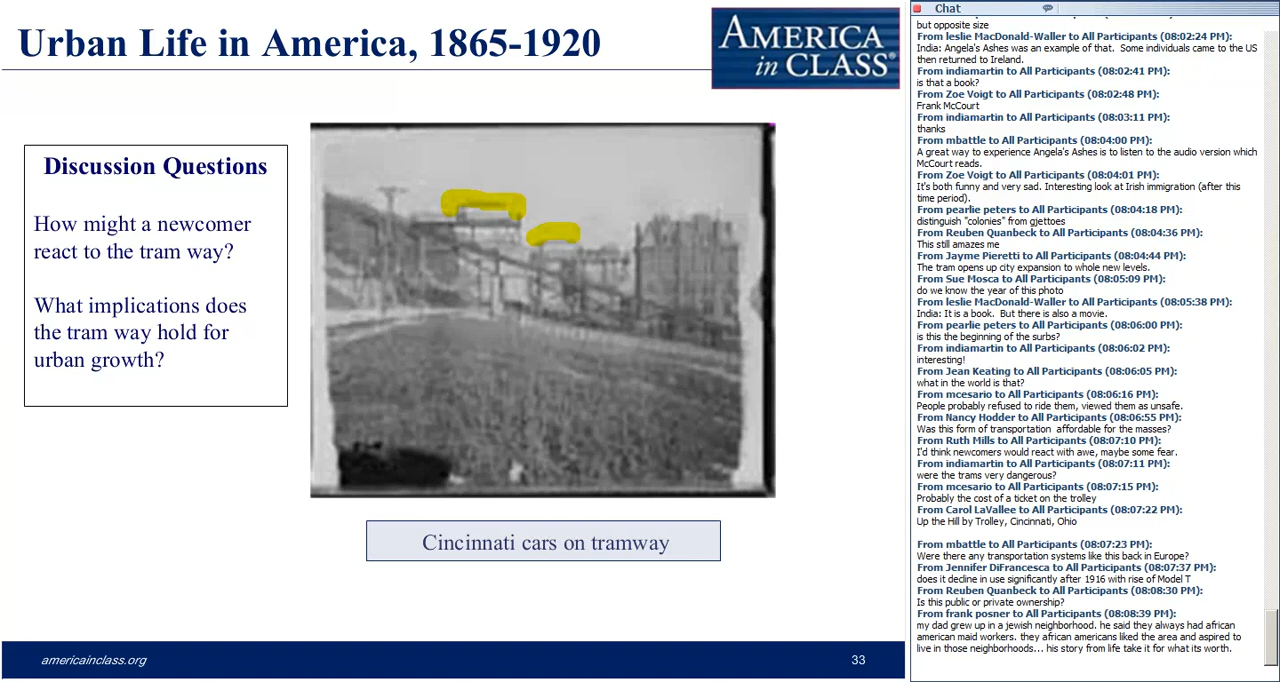 Urban Life in America, 1865-1920
AMERICA
in CLASS®
Discussion Questions
How might a newcomer
react to the tram way?
What implications does
the tram way hold for
urban growth?
Cincinnati cars on tramway
americainclass.org
33
Chat
but opposite size
From leslie MacDonald-Waller to All Participants (08:02:24 PM):
India: Angela's Ashes was an example of that. Some individuals came to the US
then returned to Ireland.
From indiamartin to All Participants (08:02:41 PM):
is that a book?
From Zoe Voigt to All Participants (08:02:48 PM):
Frank McCourt
From indiamartin to All Participants (08:03:11 PM):
thanks
From mbattle to All Participants (08:04:00 PM):
A great way to experience Angela's Ashes is to listen to the audio version which
McCourt reads.
From Zoe Voigt to All Participants (08:04:01 PM):
It's both funny and very sad. Interesting look at Irish immigration (after this
time period).
From pearlie peters to All Participants (08:04:18 PM):
distinguish "colonies" from gjettoes
From Reuben Quanbeck to All Participants (08:04:36 PM):
This still amazes me
From Jayme Pieretti to All Participants (08:04:44 PM):
The tram opens up city expansion to whole new levels.
From Sue Mosca to All Participants (08:05:09 PM):
do we know the year of this photo
From leslie MacDonald-Waller to All Participants (08:05:38 PM):
India: It is a book. But there is also a movie.
From pearlie peters to All Participants (08:06:00 PM):
is this the beginning of the surbs?
From indiamartin to All Participants (08:06:02 PM):
interesting!
From Jean Keating to All Participants (08:06:05 PM):
what in the world is that?
From mcesario to All Participants (08:06:16 PM):
People probably refused to ride them, viewed them as unsafe.
From Nancy Hodder to All Participants (08:06:55 PM):
Was this form of transportation affordable for the masses?
From Ruth Mills to All Participants (08:07:10 PM):
I'd think newcomers would react with awe, maybe some fear.
From indiamartin to All Participants (08:07:11 PM):
were the trams very dangerous?
From mcesario to All Participants (08:07:15 PM):
Probably the cost of a ticket on the trolley
From Carol LaVallee to All Participants (08:07:22 PM):
Up the Hill by Trolley, Cincinnati, Ohio
From mbattle to All Participants (08:07:23 PM):
Were there any transportation systems like this back in Europe?
From Jennifer DiFrancesca to All Participants (08:07:37 PM):
does it decline in use significantly after 1916 with rise of Model T
From Reuben Quanbeck to All Participants (08:08:30 PM):
Is this public or private ownership?
From frank posner to All Participants (08:08:39 PM):
my dad grew up in a jewish neighborhood. he said they always had african
american maid workers. they african americans liked the area and aspired to
live in those neighborhoods... his story from life take it for what its worth.